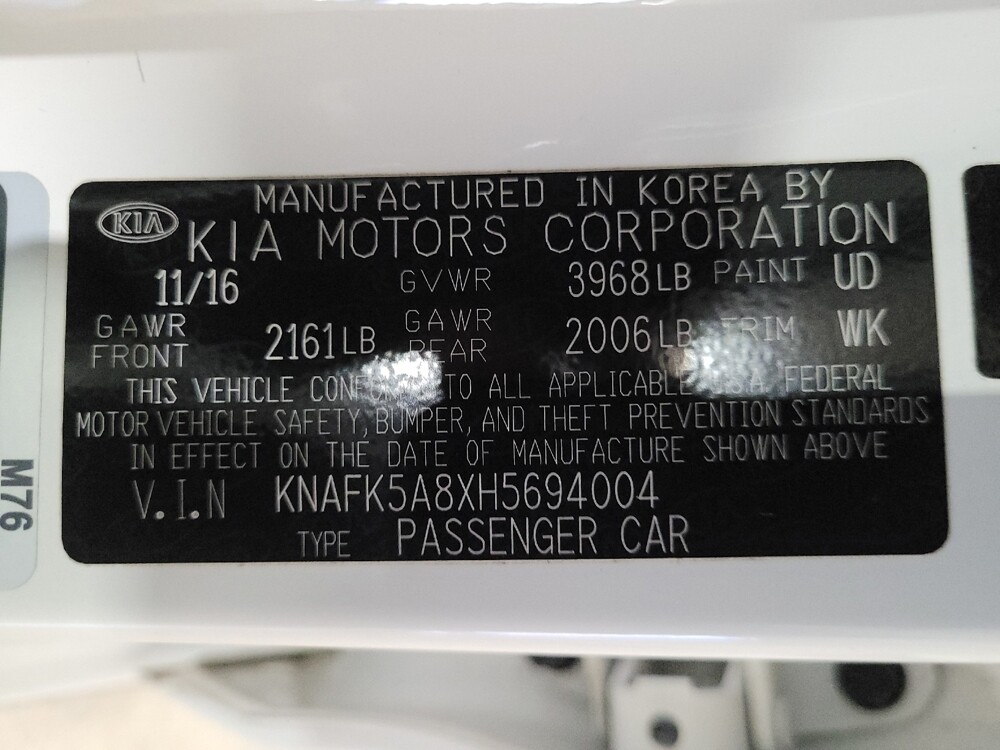 MANUFACTURED IN KOREA BY
KIA KIA MOTORS CORPORATION
11/16 GVWR 3968LB PAINT UD
GAWR FRONT 2161LB GAWR REAR 2006LB TRIM WK
THIS VEHICLE CONFORMS TO ALL APPLICABLE U.S.A. FEDERAL
MOTOR VEHICLE SAFETY, BUMPER, AND THEFT PREVENTION STANDARDS
IN EFFECT ON THE DATE OF MANUFACTURE SHOWN ABOVE
V.I.N KNAFK5A8XH5694004
TYPE PASSENGER CAR
M76